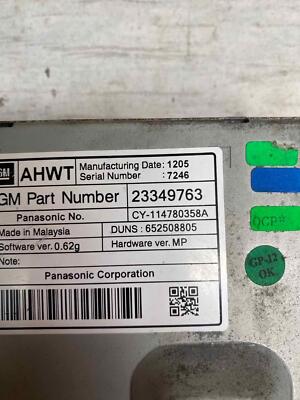 GM AHWT Manufacturing Date: 1205
Serial Number : 7246
GM Part Number 23349763
Panasonic No. CY-114780358A
Made in Malaysia DUNS : 652508805
Software ver. 0.62g Hardware ver. MP
Note:
Panasonic Corporation
OCP#
GP-12
OK